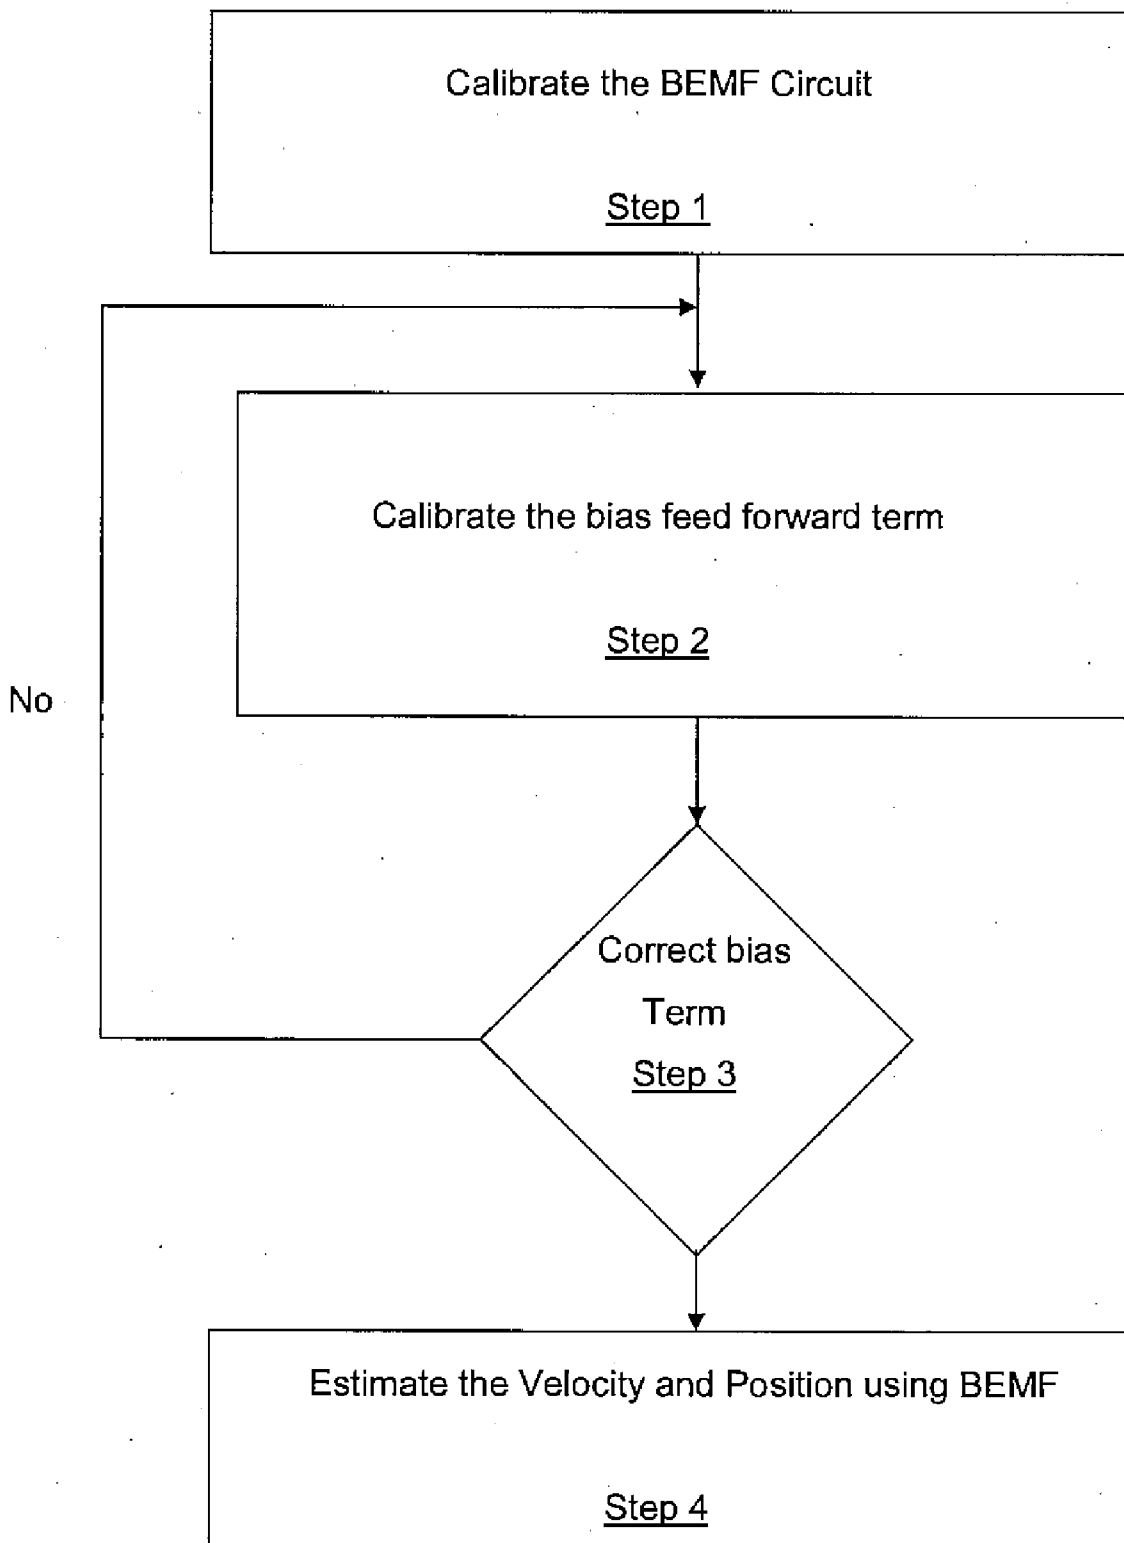 Calibrate the BEMF Circuit
Step 1
Calibrate the bias feed forward term
Step 2
No
Correct bias
Term
Step 3
Estimate the Velocity and Position using BEMF
Step 4